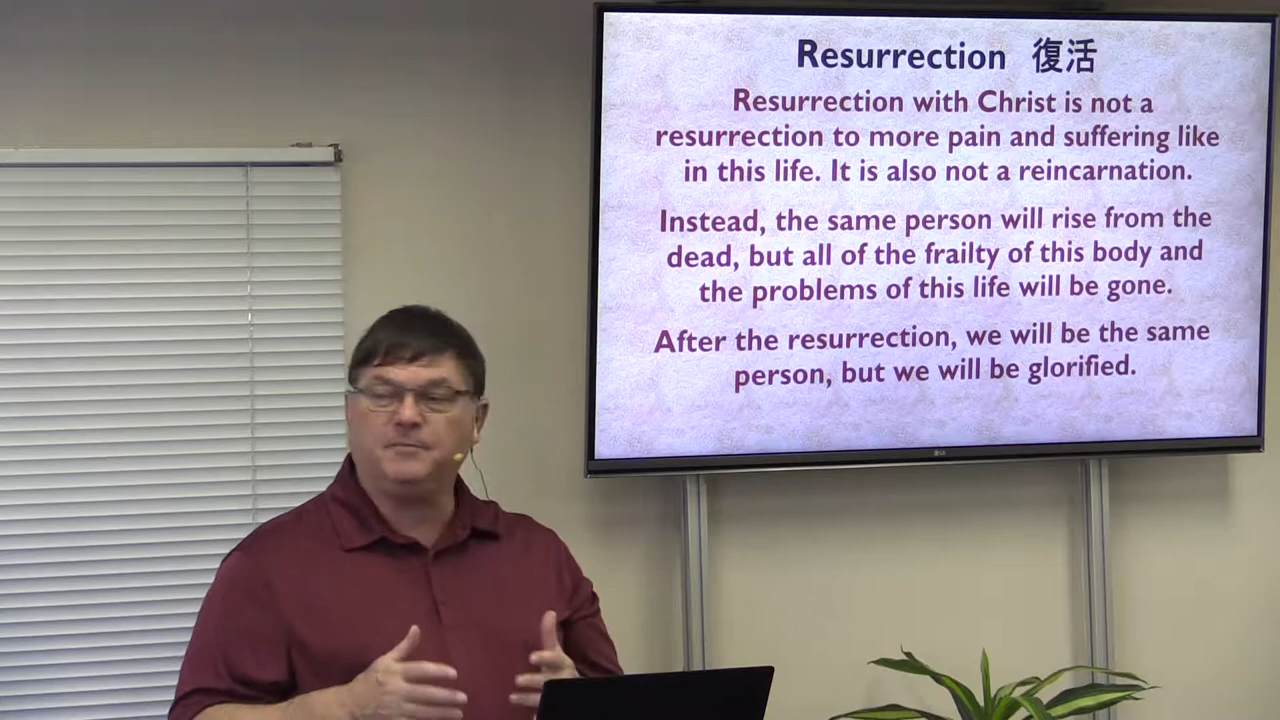 Resurrection 復活
Resurrection with Christ is not a
resurrection to more pain and suffering like
in this life. It is also not a reincarnation.
Instead, the same person will rise from the
dead, but all of the frailty of this body and
the problems of this life will be gone.
After the resurrection, we will be the same
person, but we will be glorified.
LG